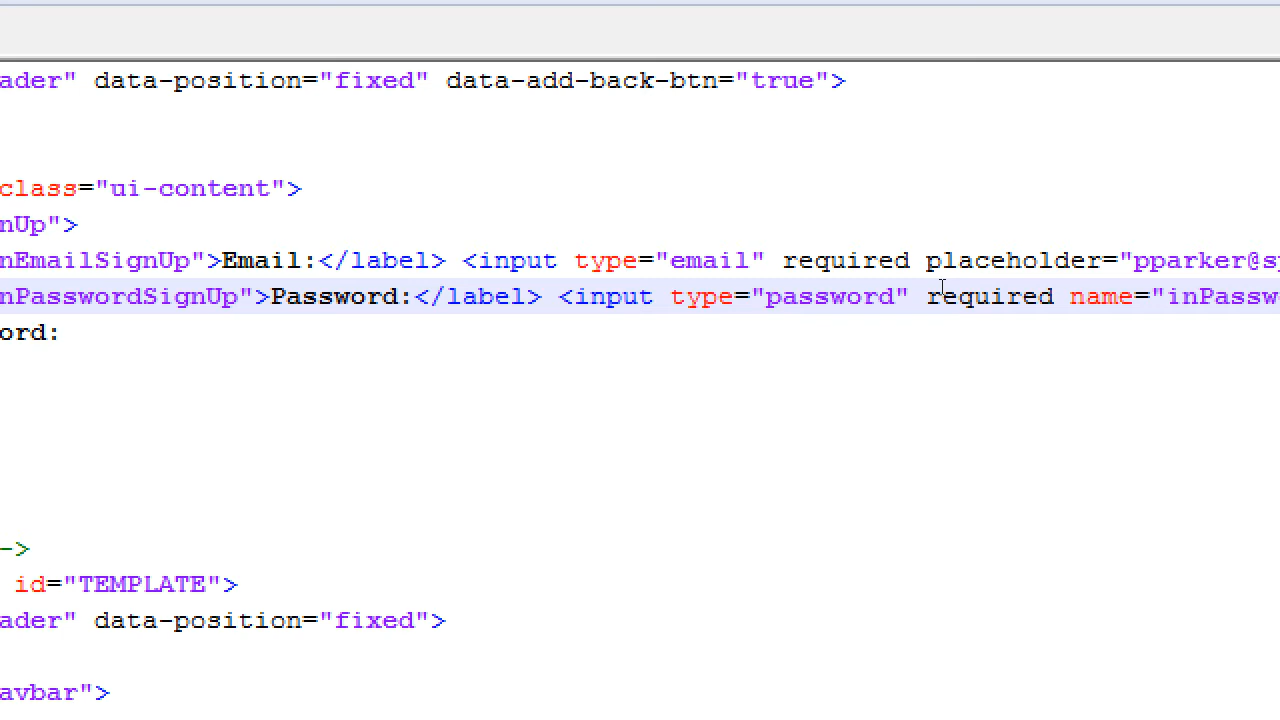 ader" data-position="fixed" data-add-back-btn="true">
class="ui-content">
nUp">
nEmailSignUp">Email:</label> <input type="email" required placeholder="pparker@sp
nPasswordSignUp">Password:</label> <input type="password" required name="inPassw
ord:
->
id="TEMPLATE">
ader" data-position="fixed">
avbar">